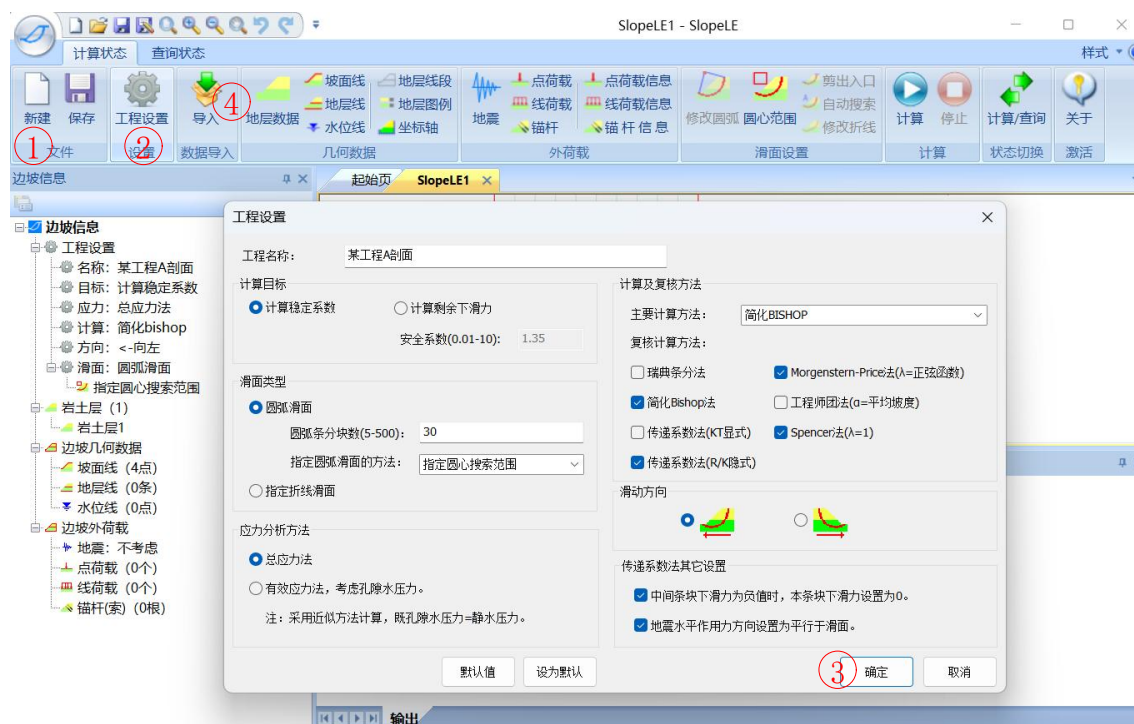 SlopeLE1 - SlopeLE
计算状态 查询状态 样式
新建 保存 工程设置 导入 地层数据 坡面线 地层线段 地震 点荷载 点荷载信息 修改圆弧 圆心范围 剪出入口 计算 停止 计算/查询 关于
地层线 地层图例 线荷载 线荷载信息 自动搜索
水位线 坐标轴 锚杆 锚杆信息 修改折线
① ② ④
文件 设置 数据导入 几何数据 外荷载 滑面设置 计算 状态切换 激活
边坡信息 起始页 SlopeLE1
边坡信息
工程设置
名称：某工程A剖面
目标：计算稳定系数
应力：总应力法
计算：简化bishop
方向：<-向左
滑面：圆弧滑面
指定圆心搜索范围
岩土层 (1)
岩土层1
边坡几何数据
坡面线 (4点)
地层线 (0条)
水位线 (0点)
边坡外荷载
地震：不考虑
点荷载 (0个)
线荷载 (0个)
锚杆(索) (0根)
工程设置
工程名称： 某工程A剖面
计算目标
计算稳定系数 计算剩余下滑力
安全系数(0.01-10): 1.35
滑面类型
圆弧滑面
圆弧条分块数(5-500)： 30
指定圆弧滑面的方法： 指定圆心搜索范围
指定折线滑面
应力分析方法
总应力法
有效应力法，考虑孔隙水压力。
注：采用近似方法计算，既孔隙水压力=静水压力。
默认值 设为默认
计算及复核方法
主要计算方法： 简化BISHOP
复核计算方法：
瑞典条分法 Morgenstern-Price法(λ=正弦函数)
简化Bishop法 工程师团法(α=平均坡度)
传递系数法(KT显式) Spencer法(λ=1)
传递系数法(R/K隐式)
滑动方向
传递系数法其它设置
中间条块下滑力为负值时，本条块下滑力设置为0。
地震水平作用力方向设置为平行于滑面。
③ 确定 取消
输出